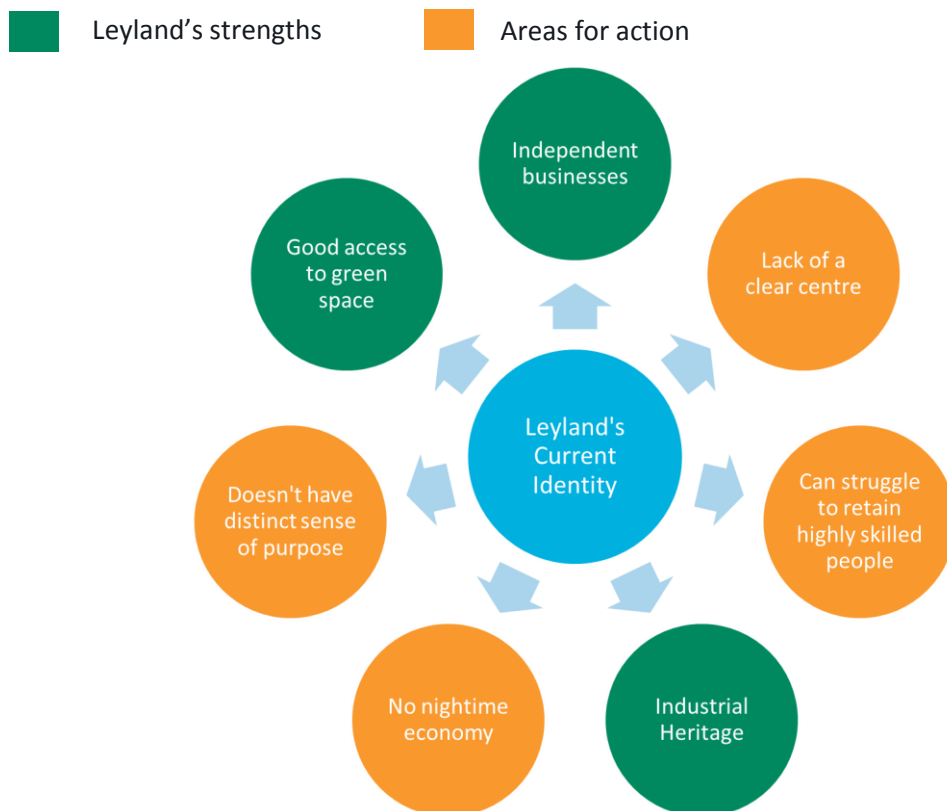 Leyland’s strengths
Areas for action
Independent
businesses
Lack of a
clear centre
Can struggle
to retain
highly skilled
people
Industrial
Heritage
No nightime
economy
Doesn't have
distinct sense
of purpose
Good access
to green
space
Leyland's
Current
Identity